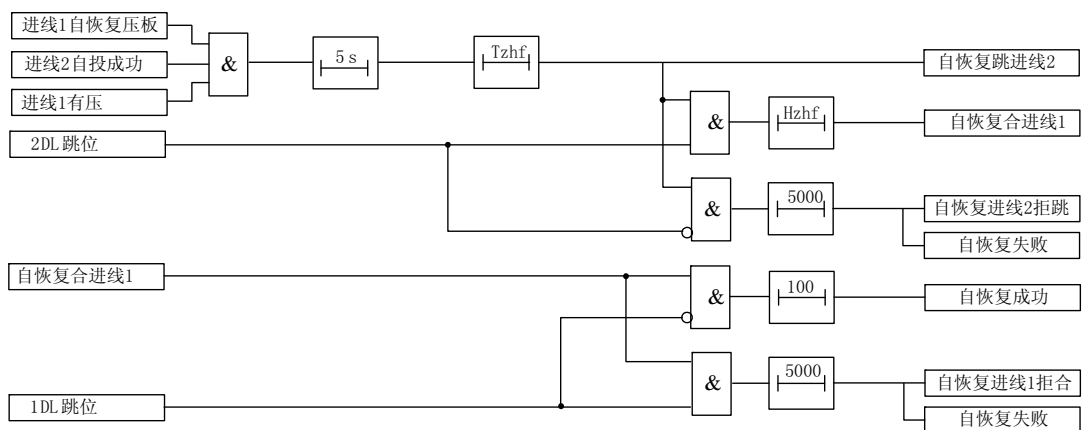 进线1自恢复压板
进线2自投成功
进线1有压
&
5s
Tzhf
自恢复跳进线2
2DL跳位
&
Hzhf
自恢复合进线1
&
5000
自恢复进线2拒跳
自恢复失败
自恢复合进线1
&
100
自恢复成功
&
5000
自恢复进线1拒合
1DL跳位
自恢复失败